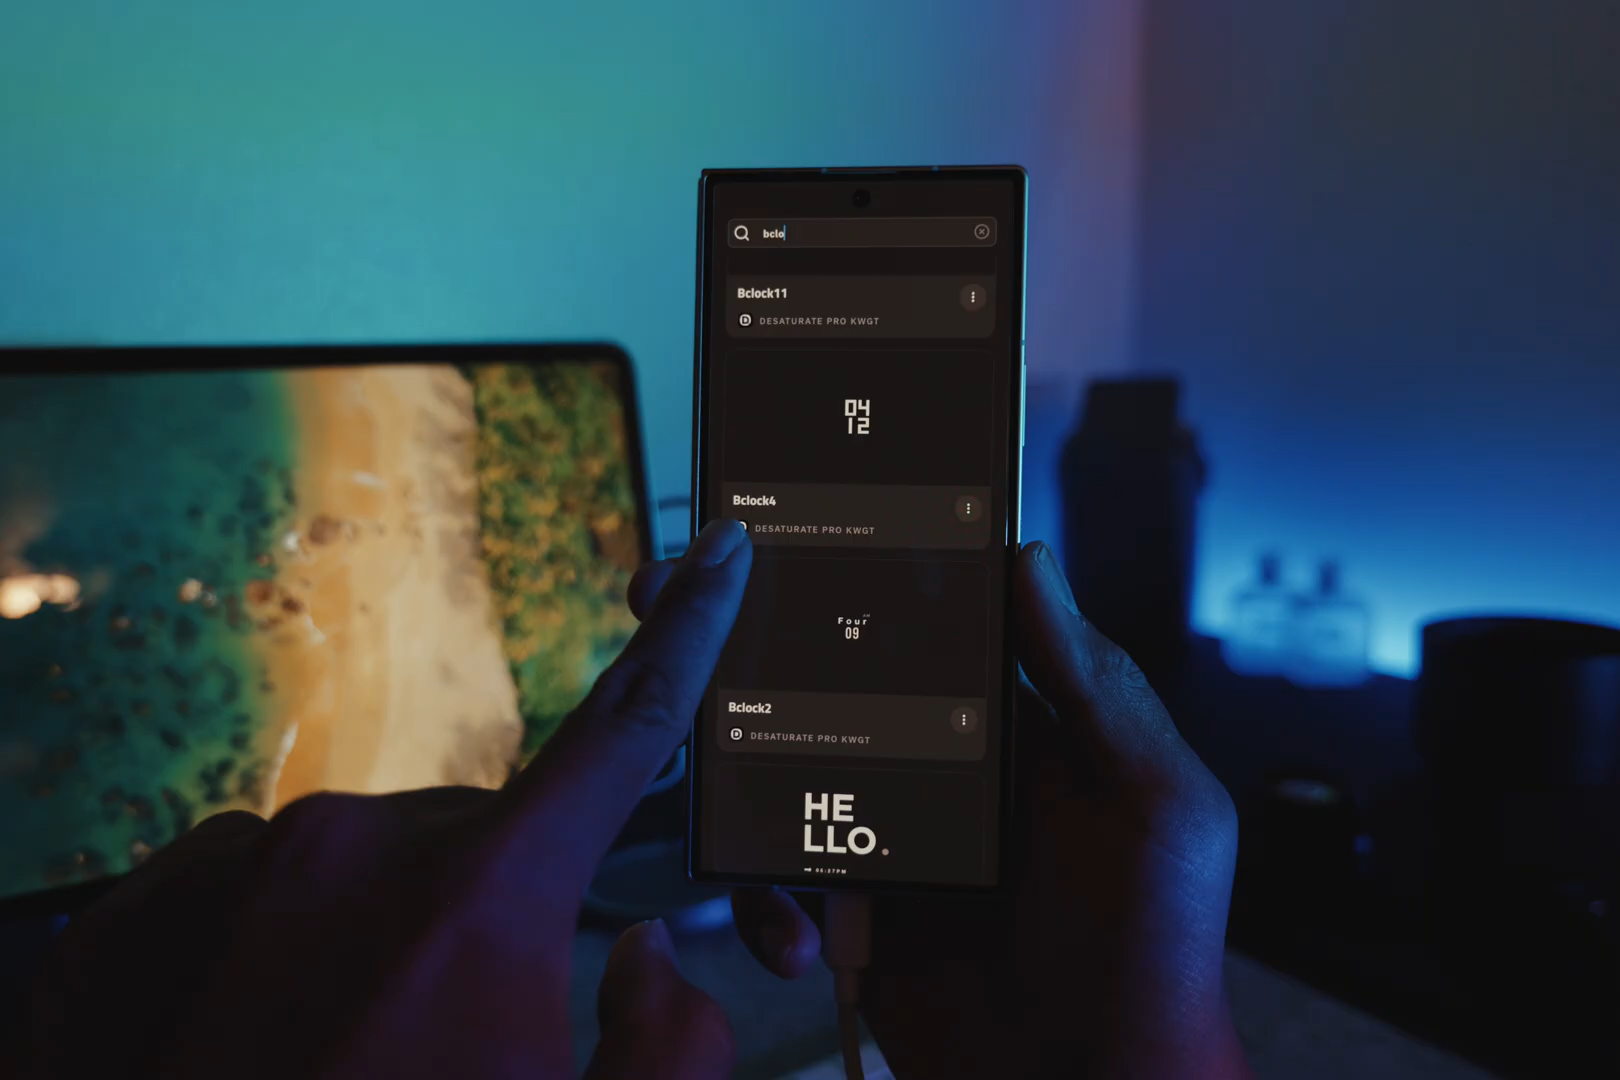 bclo
Bclock11
DESATURATE PRO KWGT
04
12
Bclock4
DESATURATE PRO KWGT
Four AM
09
Bclock2
DESATURATE PRO KWGT
HE
LLO.